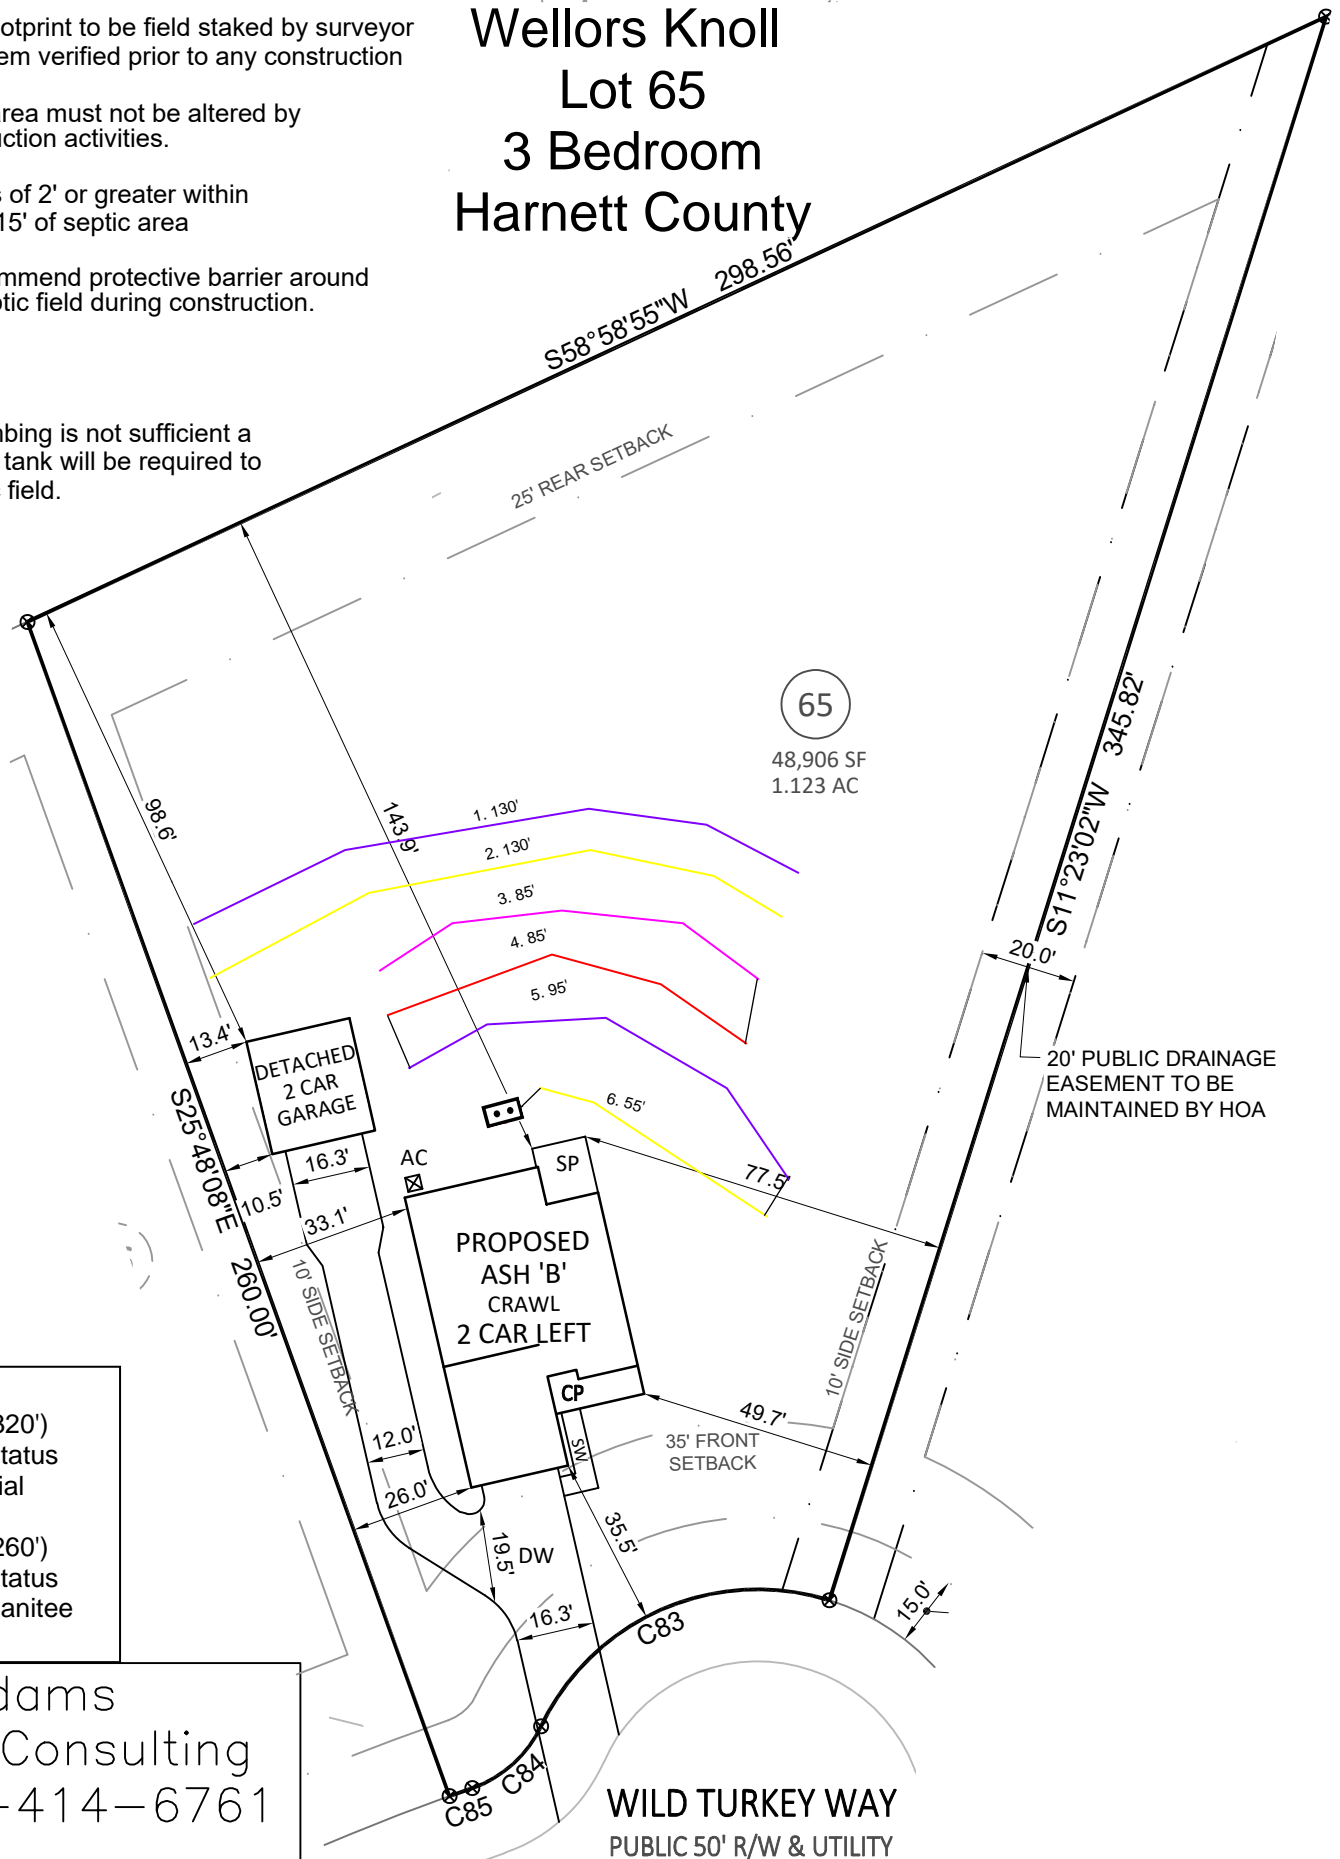 Wellors Knoll
Lot 65
3 Bedroom
Harnett County
otprint to be field staked by surveyor
em verified prior to any construction
area must not be altered by
uction activities.
s of 2' or greater within
15' of septic area
mmend protective barrier around
otic field during construction.
nbing is not sufficient a
tank will be required to
field.
S58°58'55"W 298.56'
25' REAR SETBACK
65
48,906 SF
1.123 AC
S11°23'02"W 345.82'
98.6'
143.9'
1. 130'
2. 130'
3. 85'
4. 85'
5. 95'
6. 55'
20.0'
20' PUBLIC DRAINAGE
EASEMENT TO BE
MAINTAINED BY HOA
13.4'
DETACHED
2 CAR
GARAGE
S25°48'08"E 260.00'
16.3'
AC
SP
77.5'
10.5'
33.1'
PROPOSED
ASH 'B'
CRAWL
2 CAR LEFT
10' SIDE SETBACK
10' SIDE SETBACK
CP
SW
49.7'
35' FRONT
SETBACK
12.0'
26.0'
35.5'
19.5'
DW
16.3'
15.0'
C83
C84
C85
320')
tatus
ial
260')
tatus
anitee
dams
Consulting
-414-6761
WILD TURKEY WAY
PUBLIC 50' R/W & UTILITY